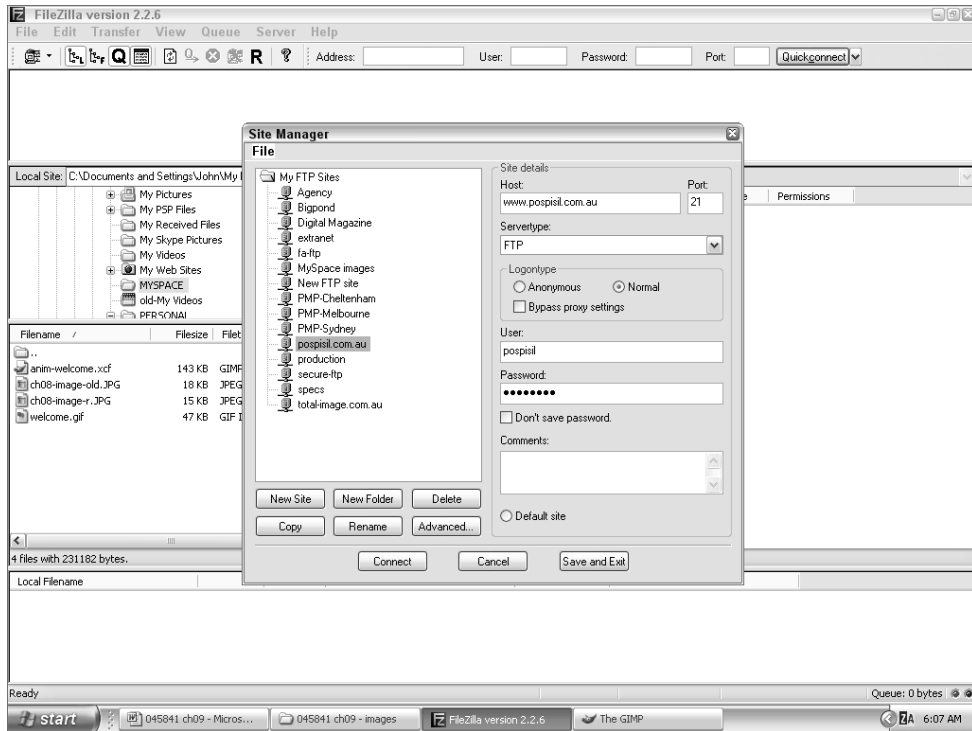 FileZilla version 2.2.6
File Edit Transfer View Queue Server Help
Address: User: Password: Port: Quickconnect
Site Manager
File
Local Site: C:\Documents and Settings\John\My
My Pictures
My PSP Files
My Received Files
My Skype Pictures
My Videos
My Web Sites
MYSPACE
old-My Videos
PERSONAL
Permissions
My FTP Sites
Agency
Bigpond
Digital Magazine
extranet
fa-ftp
MySpace images
New FTP site
PMP-Cheltenham
PMP-Melbourne
PMP-Sydney
pospisil.com.au
production
secure-ftp
specs
total-image.com.au
New Site New Folder Delete
Copy Rename Advanced...
Site details
Host: Port:
www.pospisil.com.au 21
Servertype:
FTP
Logontype
Anonymous Normal
Bypass proxy settings
User:
pospisil
Password:
●●●●●●●●
Don't save password.
Comments:
Default site
Connect Cancel Save and Exit
Filename / Filesize Filet
..
anim-welcome.xcf 143 KB GIMP
ch08-image-old.JPG 18 KB JPEG
ch08-image-r.JPG 15 KB JPEG
welcome.gif 47 KB GIF I
4 files with 231182 bytes.
Local Filename
Ready Queue: 0 bytes
start 045841 ch09 - Micros... 045841 ch09 - images FileZilla version 2.2.6 The GIMP 6:07 AM